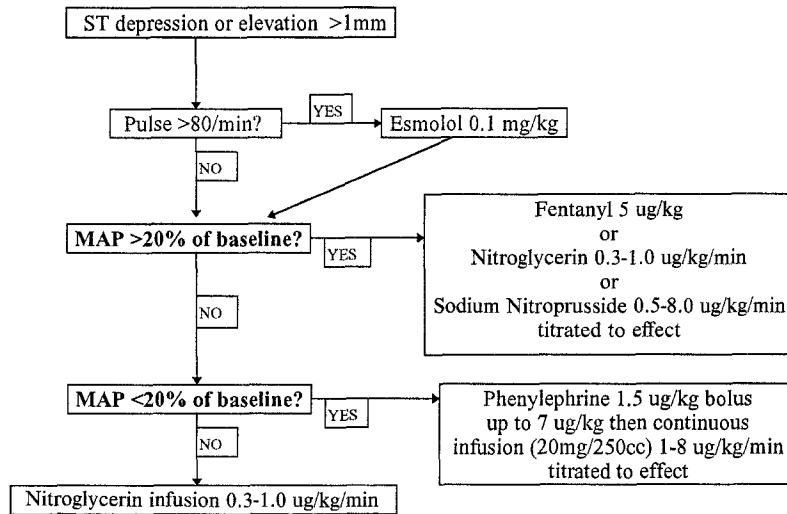 ST depression or elevation >1mm
Pulse >80/min?
YES
Esmolol 0.1 mg/kg
NO
MAP >20% of baseline?
YES
Fentanyl 5 ug/kg
or
Nitroglycerin 0.3-1.0 ug/kg/min
or
Sodium Nitroprusside 0.5-8.0 ug/kg/min
titrated to effect
NO
MAP <20% of baseline?
YES
Phenylephrine 1.5 ug/kg bolus
up to 7 ug/kg then continuous
infusion (20mg/250cc) 1-8 ug/kg/min
titrated to effect
NO
Nitroglycerin infusion 0.3-1.0 ug/kg/min